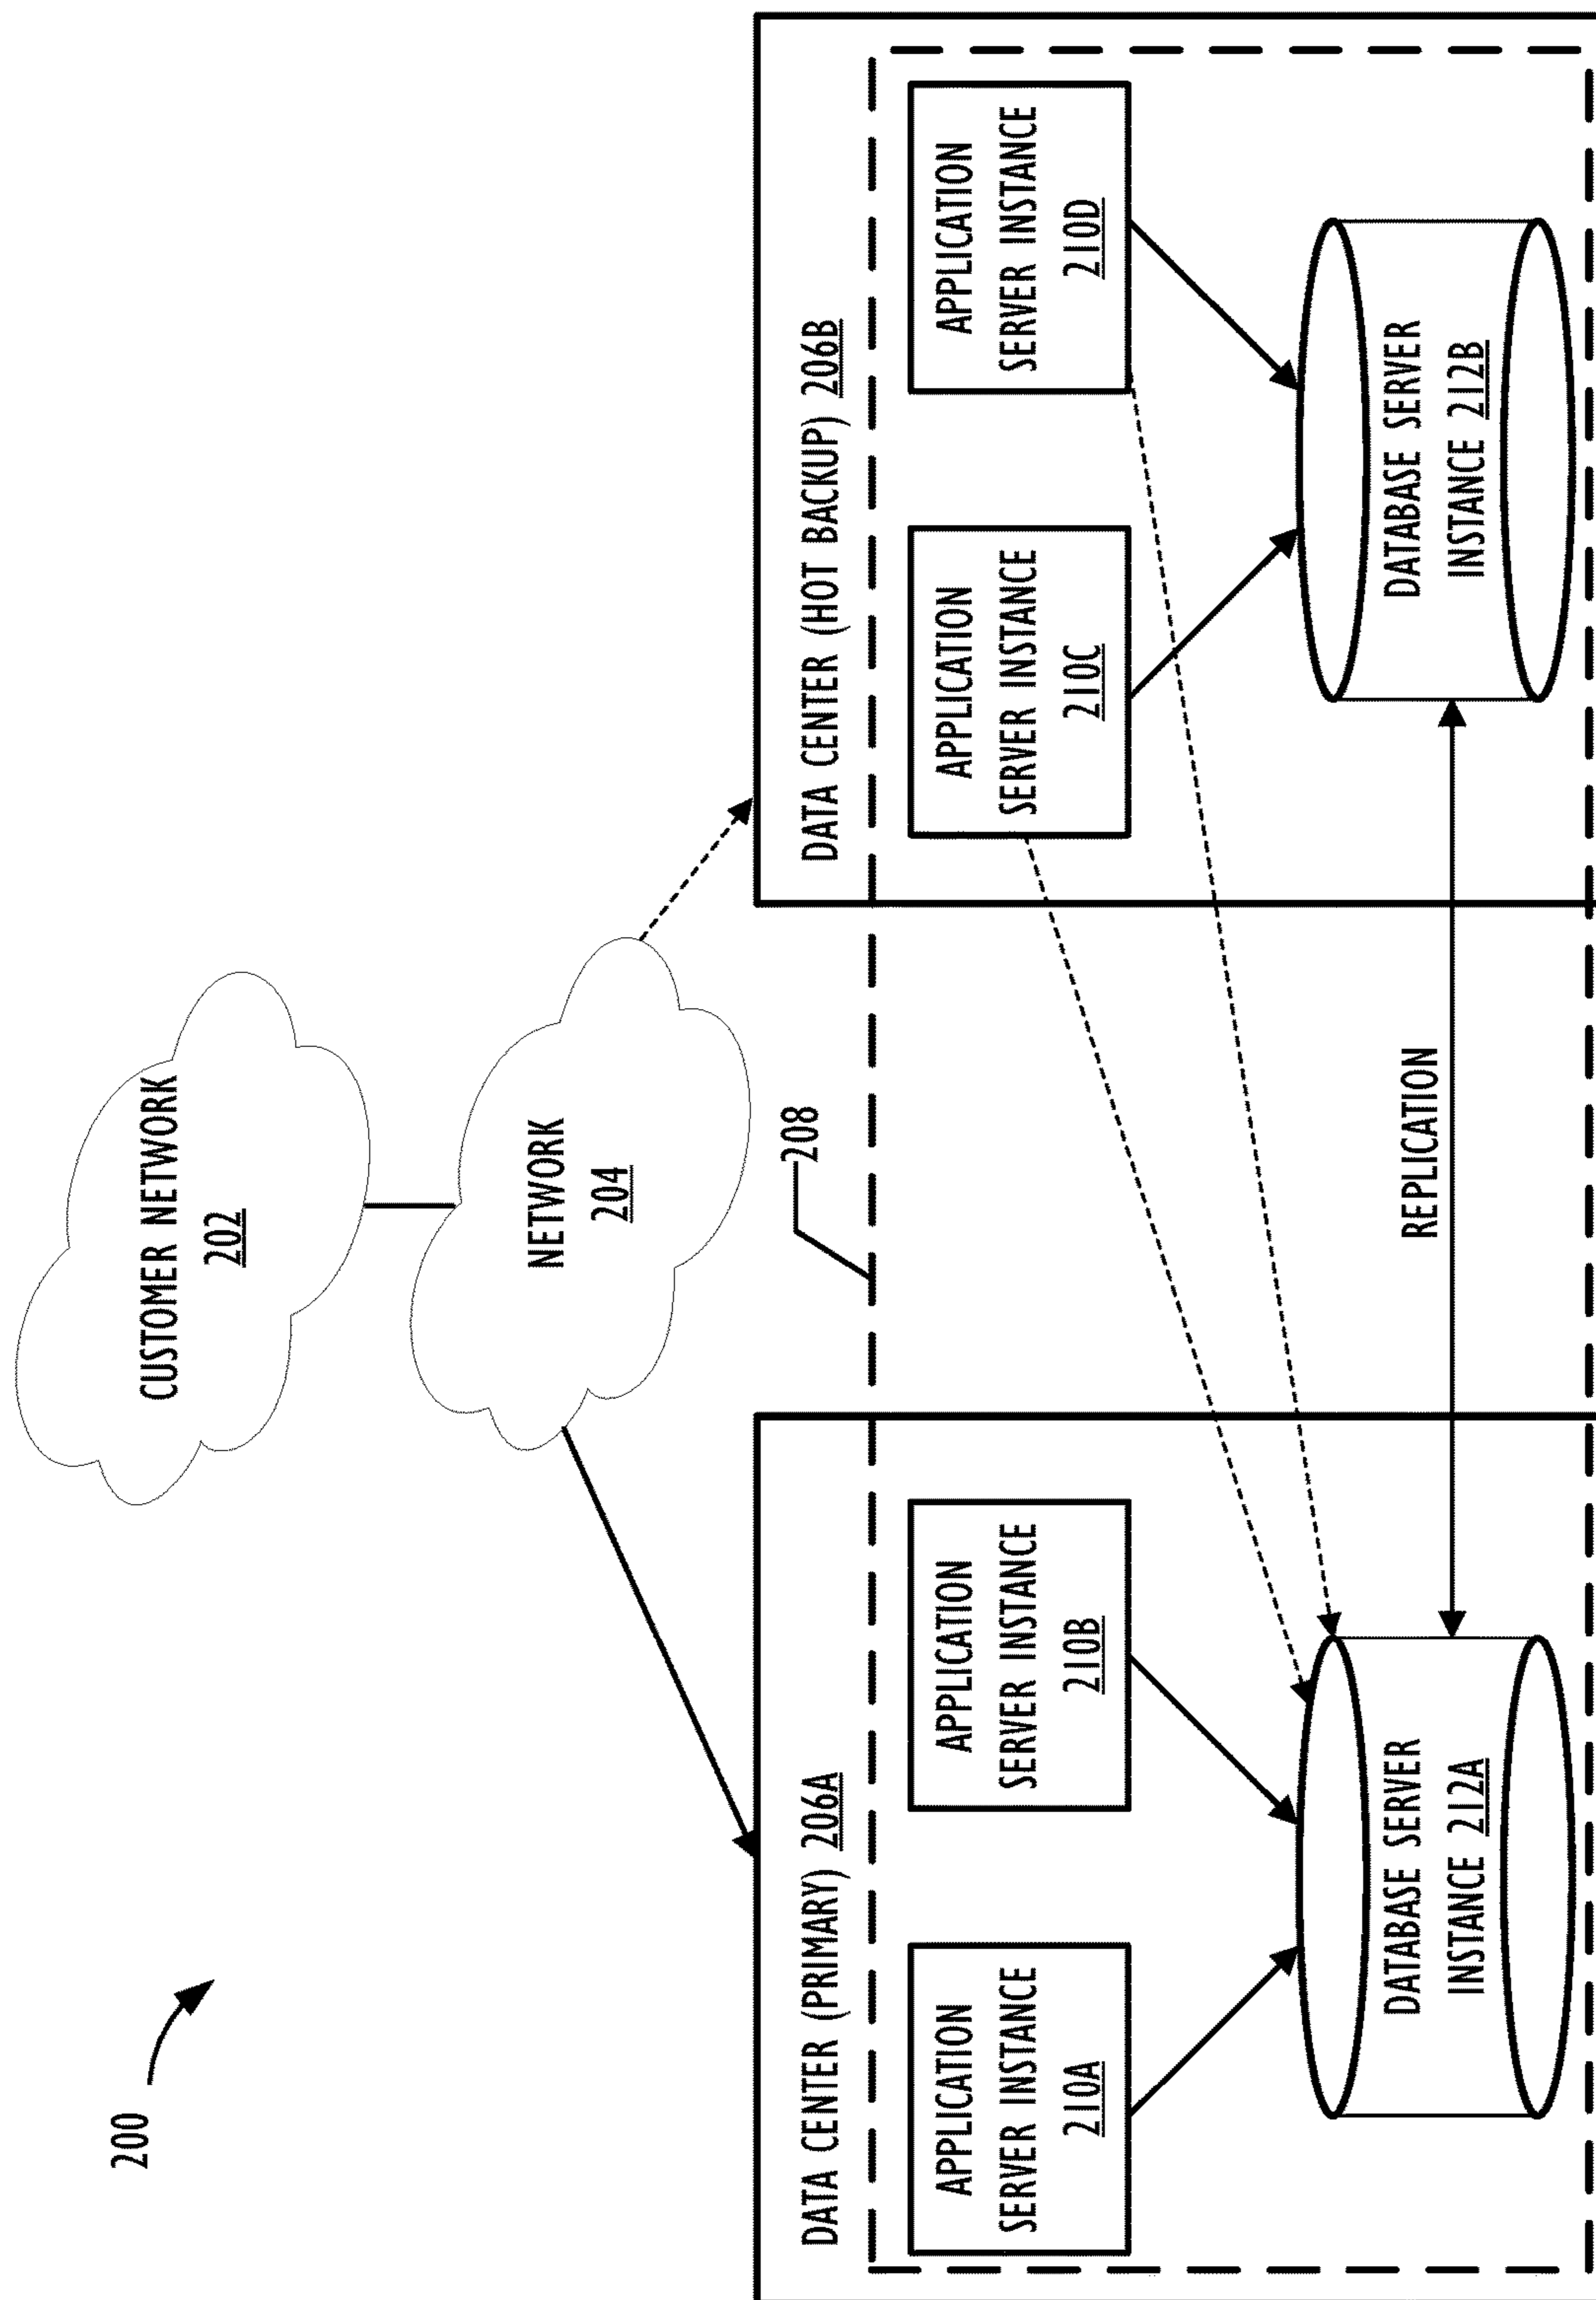 200
CUSTOMER NETWORK
202
NETWORK
204
208
DATA CENTER (PRIMARY) 206A
APPLICATION
SERVER INSTANCE
210A
APPLICATION
SERVER INSTANCE
210B
DATABASE SERVER
INSTANCE 212A
REPLICATION
DATA CENTER (HOT BACKUP) 206B
APPLICATION
SERVER INSTANCE
210C
APPLICATION
SERVER INSTANCE
210D
DATABASE SERVER
INSTANCE 212B